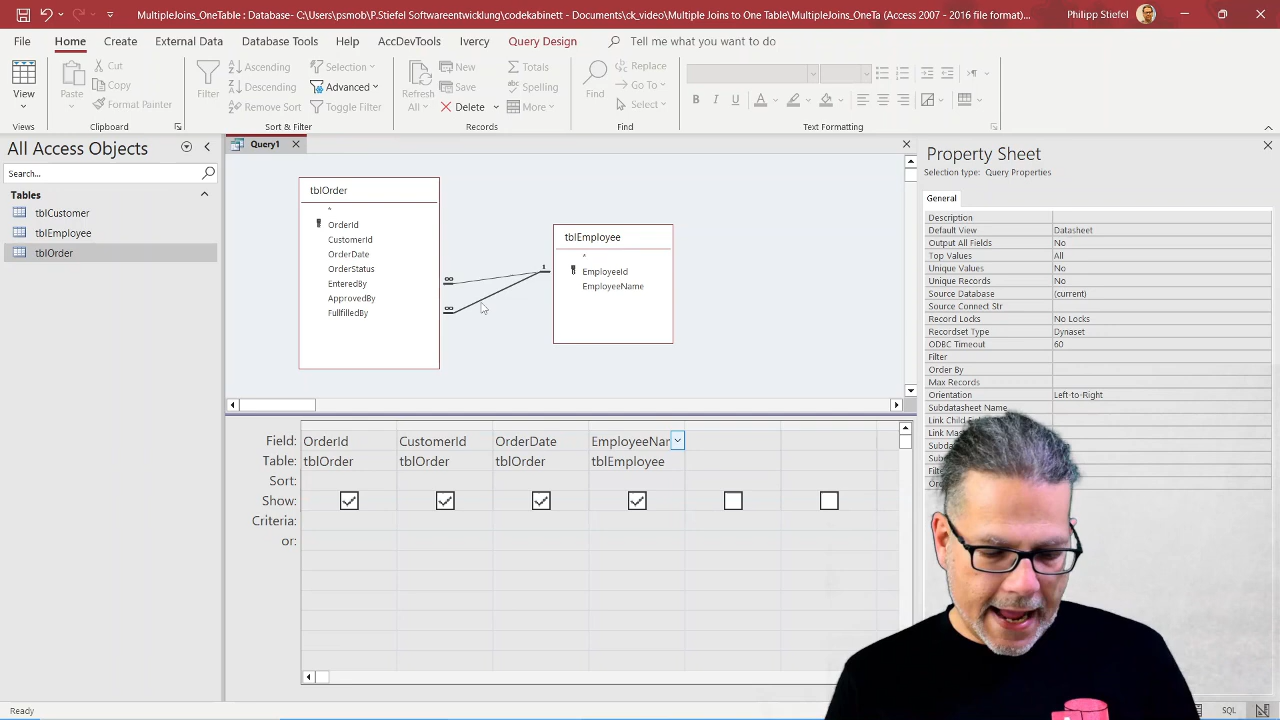 MultipleJoins_OneTable : Database- C:\Users\psmob\P.Stiefel Softwareentwicklung\codekabinett - Documents\ck_video\Multiple Joins to One Table\MultipleJoins_OneTa (Access 2007 - 2016 file format)...
Philipp Stiefel
File Home Create External Data Database Tools Help AccDevTools Ivercy Query Design Tell me what you want to do
View
Views
Paste
Cut
Copy
Format Painter
Clipboard
Filter
Ascending
Descending
Remove Sort
Selection
Advanced
Toggle Filter
Sort & Filter
Refresh
All
New
Save
Delete
Totals
Spelling
More
Records
Find
Replace
Go To
Select
Find
B I U A
Text Formatting
All Access Objects
Search...
Tables
tblCustomer
tblEmployee
tblOrder
Query1
tblOrder
*
OrderId
CustomerId
OrderDate
OrderStatus
EnteredBy
ApprovedBy
FullfilledBy
∞
∞
1
tblEmployee
*
EmployeeId
EmployeeName
Field: OrderId CustomerId OrderDate EmployeeNar
Table: tblOrder tblOrder tblOrder tblEmployee
Sort:
Show:
Criteria:
or:
Property Sheet
Selection type: Query Properties
General
Description
Default View Datasheet
Output All Fields No
Top Values All
Unique Values No
Unique Records No
Source Database (current)
Source Connect Str
Record Locks No Locks
Recordset Type Dynaset
ODBC Timeout 60
Filter
Order By
Max Records
Orientation Left-to-Right
Subdatasheet Name
Link Chil
Link M
Subd
Sub
Filt
Or
Ready
SQL